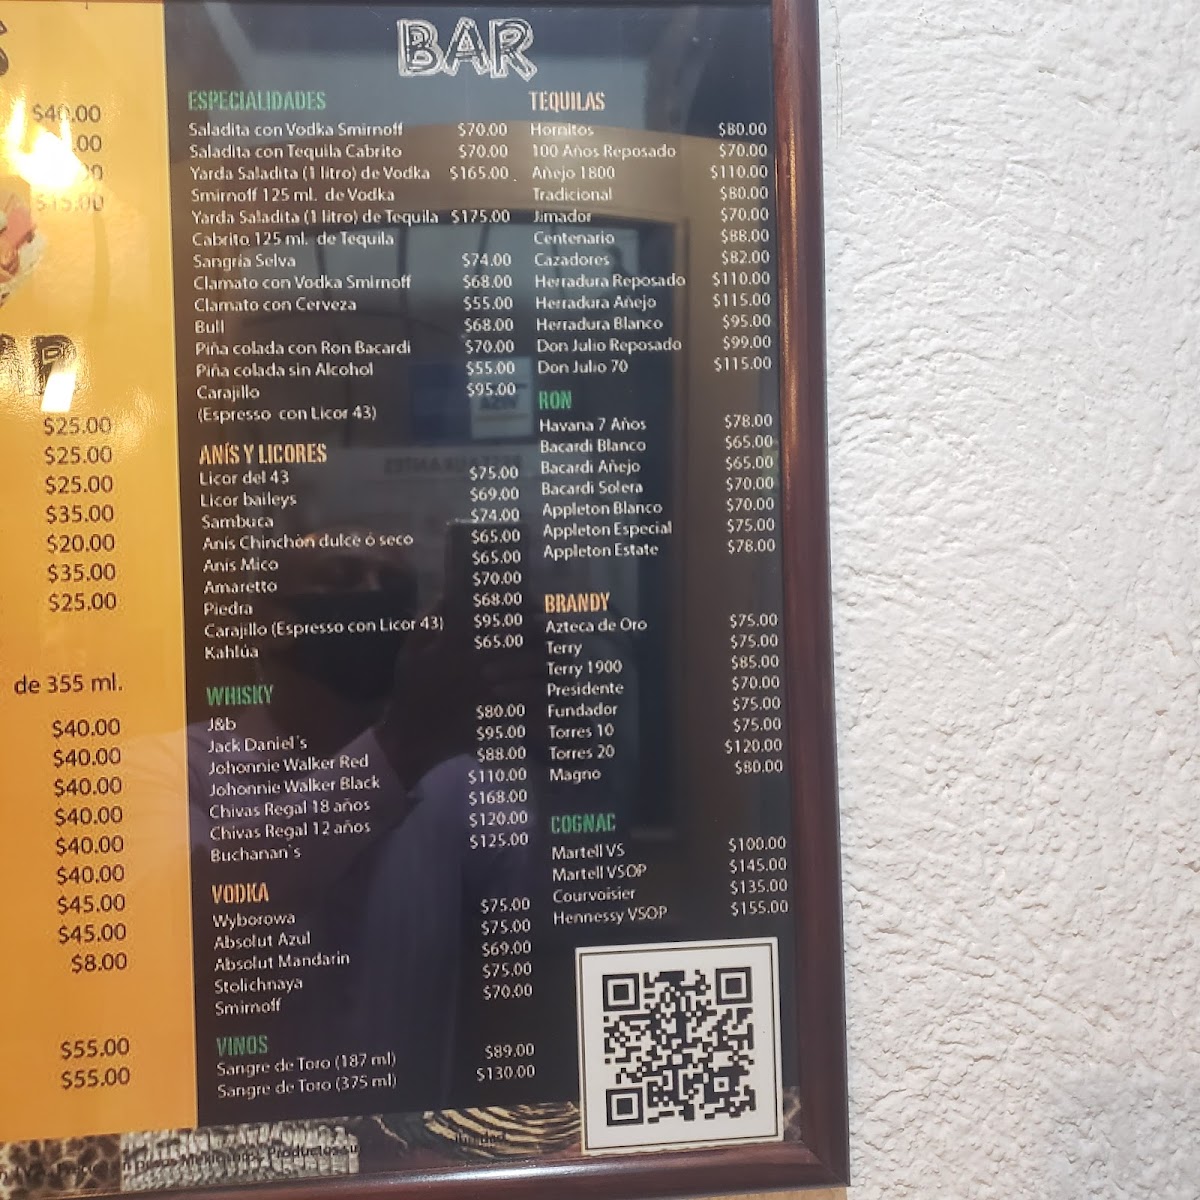 $40.00
.00
$15.00
$25.00
$25.00
$25.00
$35.00
$20.00
$35.00
$25.00
de 355 ml.
$40.00
$40.00
$40.00
$40.00
$40.00
$40.00
$45.00
$45.00
$8.00
$55.00
$55.00
BAR
ESPECIALIDADES
Saladita con Vodka Smirnoff $70.00
Saladita con Tequila Cabrito $70.00
Yarda Saladita (1 litro) de Vodka $165.00
Smirnoff 125 ml. de Vodka
Yarda Saladita (1 litro) de Tequila $175.00
Cabrito 125 ml. de Tequila
Sangría Selva $74.00
Clamato con Vodka Smirnoff $68.00
Clamato con Cerveza $55.00
Bull $68.00
Piña colada con Ron Bacardi $70.00
Piña colada sin Alcohol $55.00
Carajillo $95.00
(Espresso con Licor 43)
ANÍS Y LICORES
Licor del 43 $75.00
Licor baileys $69.00
Sambuca $74.00
Anís Chinchón dulce ó seco $65.00
Anis Mico $65.00
Amaretto $70.00
Piedra $68.00
Carajillo (Espresso con Licor 43) $95.00
Kahlúa $65.00
WHISKY
J&b $80.00
Jack Daniel´s $95.00
Johonnie Walker Red $88.00
Johonnie Walker Black $110.00
Chivas Regal 18 años $168.00
Chivas Regal 12 años $120.00
Buchanan´s $125.00
VODKA
Wyborowa $75.00
Absolut Azul $75.00
Absolut Mandarin $69.00
Stolichnaya $75.00
Smirnoff $70.00
VINOS
Sangre de Toro (187 ml) $89.00
Sangre de Toro (375 ml) $130.00
TEQUILAS
Hornitos $80.00
100 Años Reposado $70.00
Añejo 1800 $110.00
Tradicional $80.00
Jimador $70.00
Centenario $88.00
Cazadores $82.00
Herradura Reposado $110.00
Herradura Añejo $115.00
Herradura Blanco $95.00
Don Julio Reposado $99.00
Don Julio 70 $115.00
RON
Havana 7 Años $78.00
Bacardi Blanco $65.00
Bacardi Añejo $65.00
Bacardi Solera $70.00
Appleton Blanco $70.00
Appleton Especial $75.00
Appleton Estate $78.00
BRANDY
Azteca de Oro $75.00
Terry $75.00
Terry 1900 $85.00
Presidente $70.00
Fundador $75.00
Torres 10 $75.00
Torres 20 $120.00
Magno $80.00
COGNAC
Martell VS $100.00
Martell VSOP $145.00
Courvoisier $135.00
Hennessy VSOP $155.00
Productos